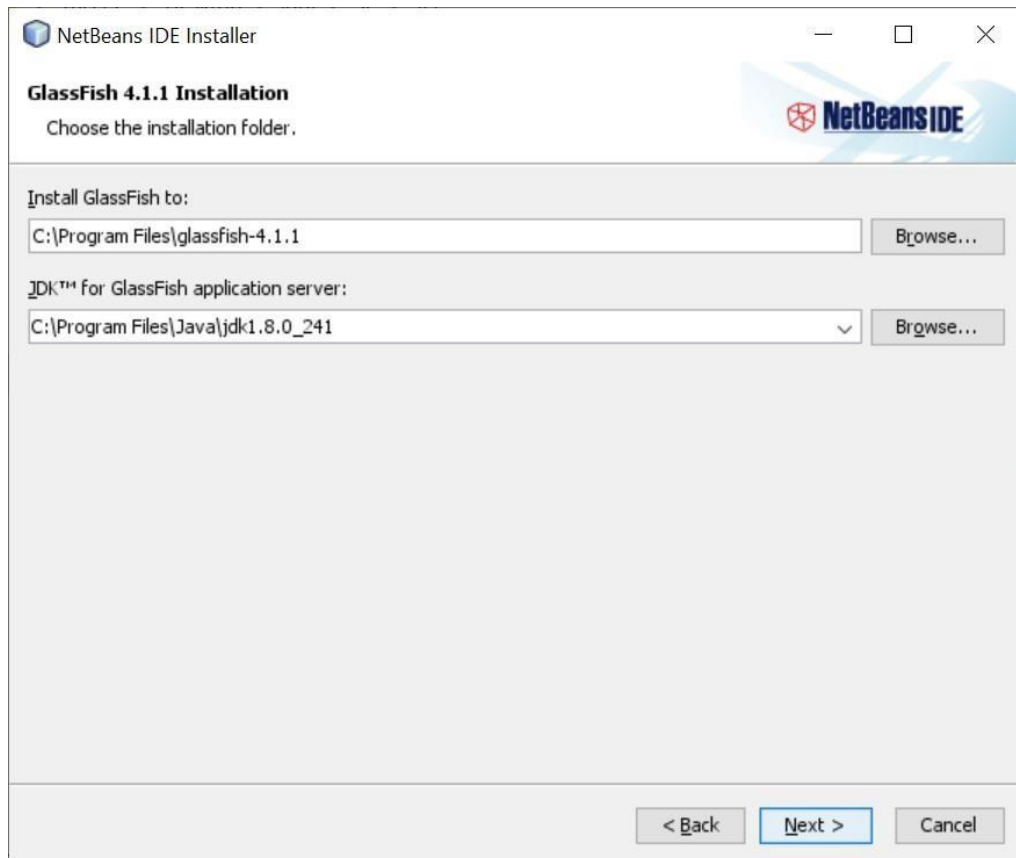 NetBeans IDE Installer
GlassFish 4.1.1 Installation
Choose the installation folder.
NetBeans IDE
Install GlassFish to:
C:\Program Files\glassfish-4.1.1
Browse...
JDK™ for GlassFish application server:
C:\Program Files\Java\jdk1.8.0_241
Browse...
< Back
Next >
Cancel